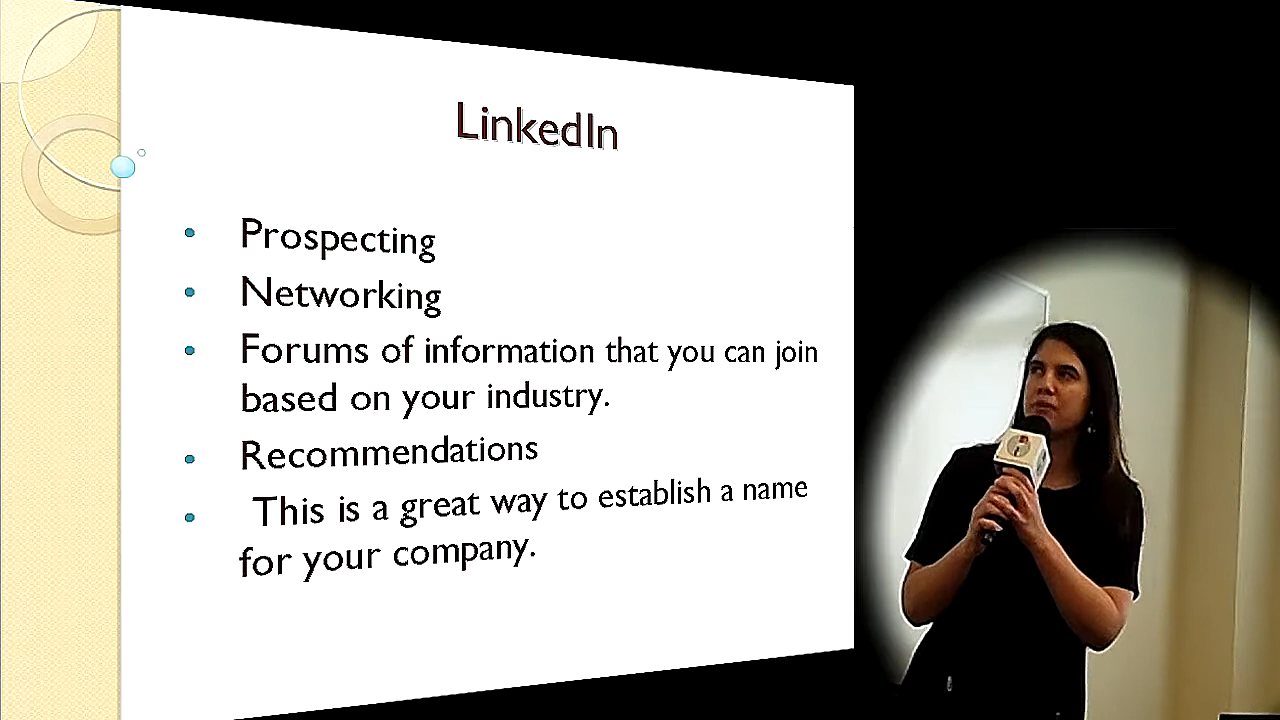 LinkedIn
Prospecting
Networking
Forums of information that you can join
based on your industry.
Recommendations
This is a great way to establish a name
for your company.